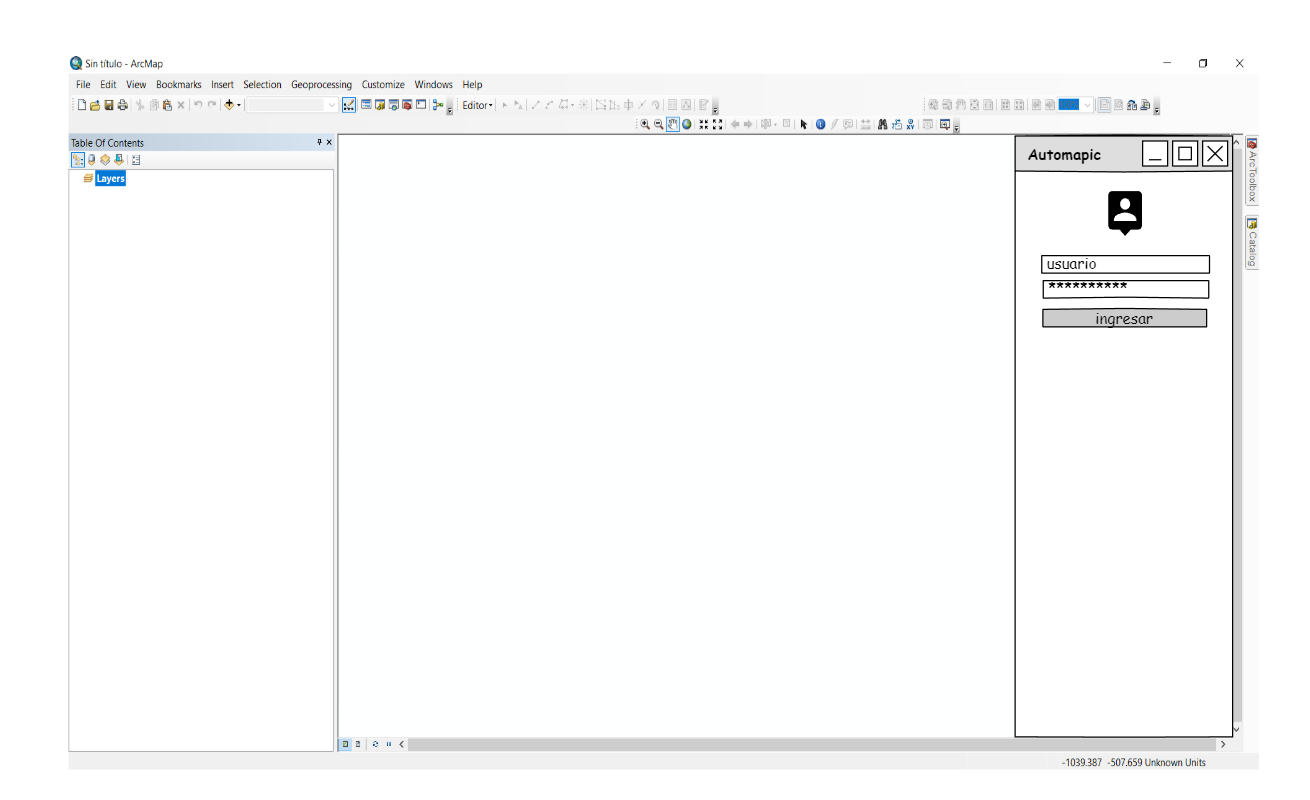 Sin título - ArcMap
File Edit View Bookmarks Insert Selection Geoprocessing Customize Windows Help
Editor
Table Of Contents
Layers
Automapic
usuario
**********
ingresar
ArcToolbox
Catalog
-1039.387 -507.659 Unknown Units